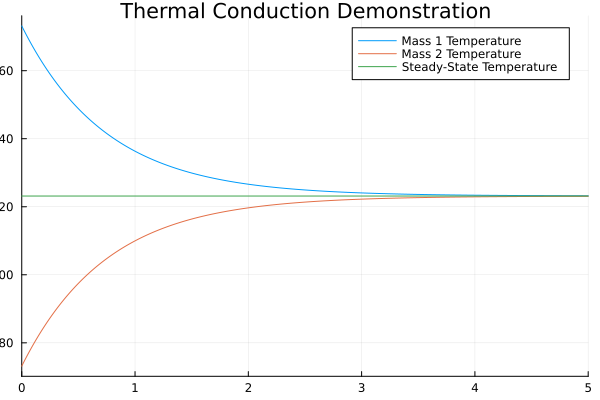 Thermal Conduction Demonstration
Mass 1 Temperature
Mass 2 Temperature
Steady-State Temperature
60
40
20
00
80
0 1 2 3 4 5